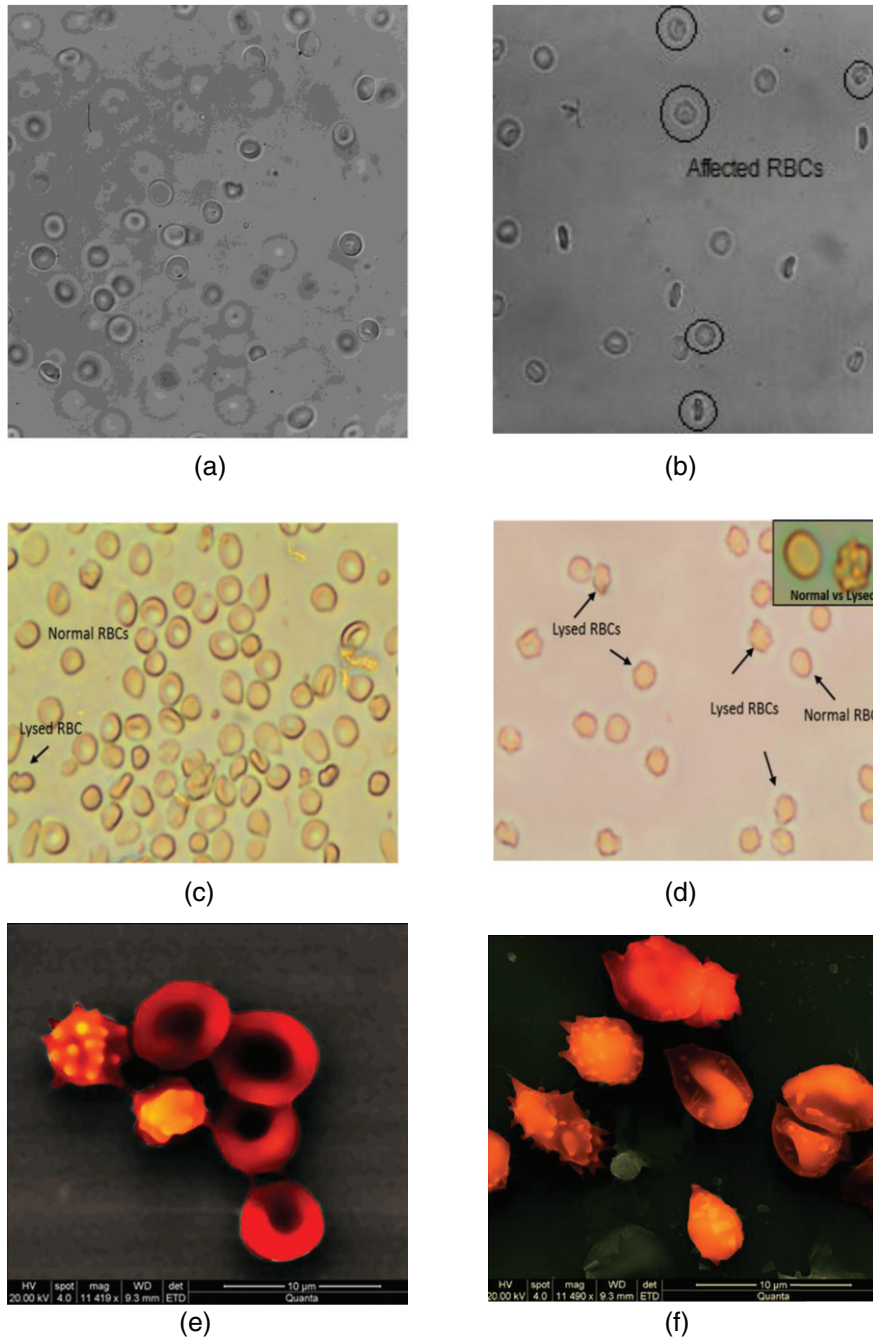 Affected RBCs
(a)
(b)
Normal RBCs
Lysed RBC
Lysed RBCs
Lysed RBCs
Normal RBC
Normal vs Lysed
(c)
(d)
HV spot mag WD det 10 µm
20.00 kV 4.0 11 419 x 9.3 mm ETD Quanta
HV spot mag WD det 10 µm
20.00 kV 4.0 11 490 x 9.3 mm ETD Quanta
(e)
(f)